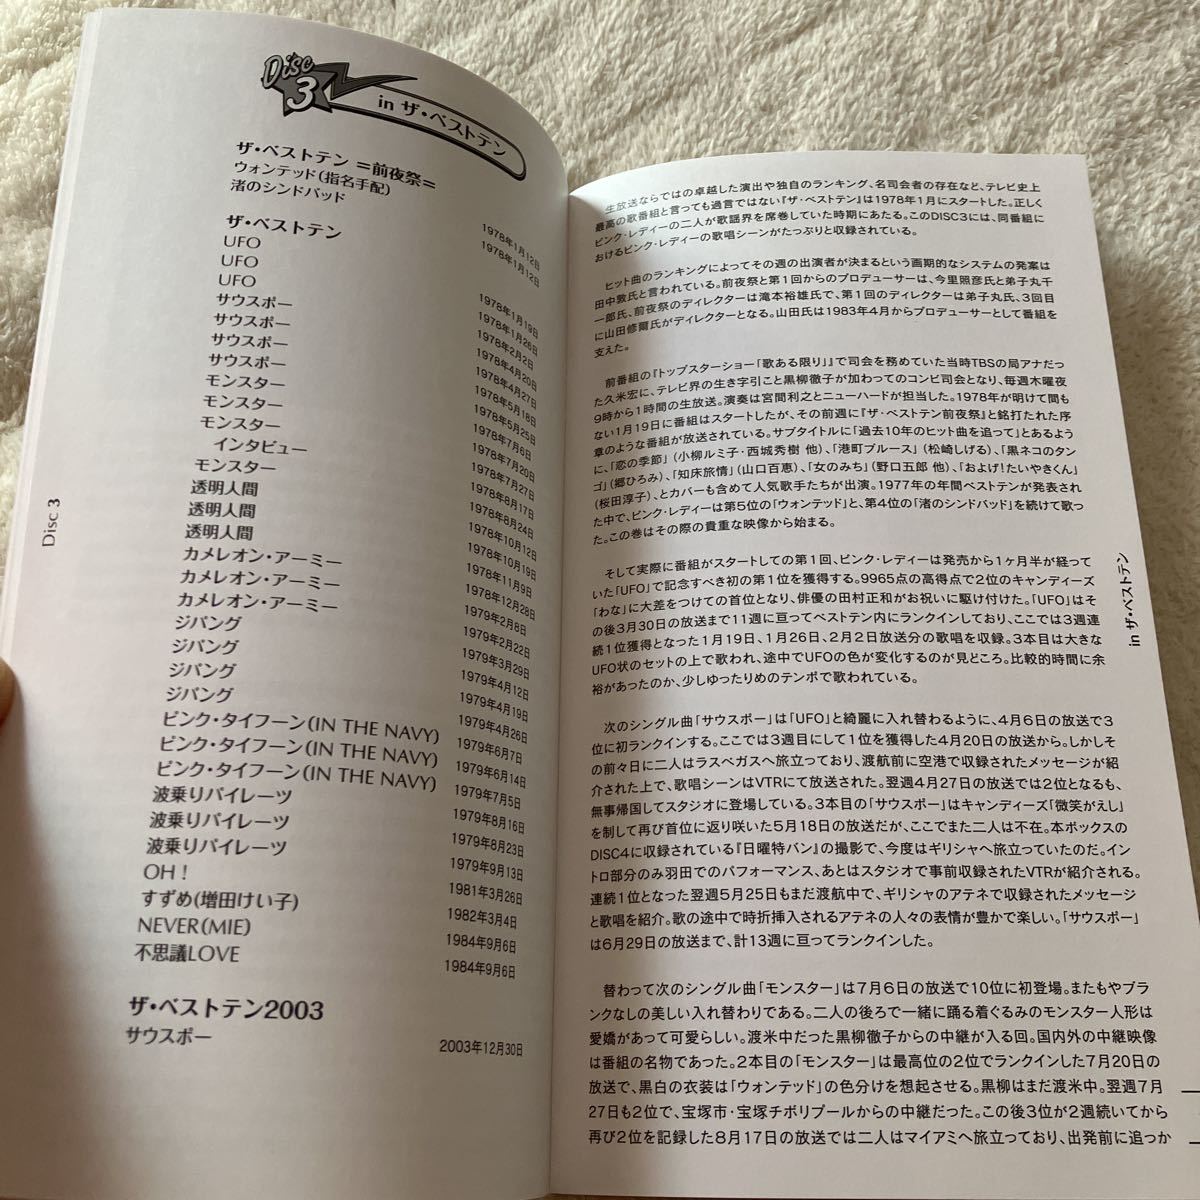 Disc
3
in ザ・ベストテン
ザ・ベストテン =前夜祭=
ウォンテッド(指名手配) 1978年1月12日
渚のシンドバッド 1978年1月12日
ザ・ベストテン
UFO 1978年1月19日
UFO 1978年1月26日
UFO 1978年2月2日
サウスポー 1978年4月20日
サウスポー 1978年4月27日
サウスポー 1978年5月18日
サウスポー 1978年5月25日
モンスター 1978年7月6日
モンスター 1978年7月20日
モンスター 1978年7月27日
インタビュー 1978年8月17日
モンスター 1978年8月24日
透明人間 1978年10月12日
透明人間 1978年10月19日
透明人間 1978年11月9日
カメレオン・アーミー 1978年12月28日
カメレオン・アーミー 1979年2月8日
カメレオン・アーミー 1979年2月22日
ジパング 1979年3月29日
ジパング 1979年4月12日
ジパング 1979年4月19日
ジパング 1979年4月26日
ピンク・タイフーン(IN THE NAVY) 1979年6月7日
ピンク・タイフーン(IN THE NAVY) 1979年6月14日
ピンク・タイフーン(IN THE NAVY) 1979年7月5日
波乗りパイレーツ 1979年8月16日
波乗りパイレーツ 1979年8月23日
波乗りパイレーツ 1979年9月13日
OH! 1981年3月26日
すずめ(増田けい子) 1982年3月4日
NEVER(MIE) 1984年9月6日
不思議LOVE 1984年9月6日
ザ・ベストテン2003
サウスポー 2003年12月30日
Disc 3
生放送ならではの卓越した演出や独自のランキング、名司会者の存在など、テレビ史上
最高の歌番組と言っても過言ではない『ザ・ベストテン』は1978年1月にスタートした。正しく
ピンク・レディーの二人が歌謡界を席巻していた時期にあたる。このDISC3には、同番組に
おけるピンク・レディーの歌唱シーンがたっぷりと収録されている。
ヒット曲のランキングによってその週の出演者が決まるという画期的なシステムの発案は
田中敦氏と言われている。前夜祭と第1回からのプロデューサーは、今里照彦氏と弟子丸千
一郎氏、前夜祭のディレクターは滝本裕雄氏で、第1回のディレクターは弟子丸氏、3回目
に山田修爾氏がディレクターとなる。山田氏は1983年4月からプロデューサーとして番組を
支えた。
前番組の『トップスターショー「歌ある限り」』で司会を務めていた当時TBSの局アナだっ
た久米宏に、テレビ界の生き字引こと黒柳徹子が加わってのコンビ司会となり、毎週木曜夜
9時から1時間の生放送。演奏は宮間利之とニューハードが担当した。1978年が明けて間も
ない1月19日に番組はスタートしたが、その前週に『ザ・ベストテン前夜祭』と銘打たれた序
章のような番組が放送されている。サブタイトルに「過去10年のヒット曲を追って」とあるよう
に、「恋の季節」(小柳ルミ子・西城秀樹 他)、「港町ブルース」(松崎しげる)、「黒ネコのタン
ゴ」(郷ひろみ)、「知床旅情」(山口百恵)、「女のみち」(野口五郎 他)、「およげ!たいやきくん」
(桜田淳子)、とカバーも含めて人気歌手たちが出演。1977年の年間ベストテンが発表され
た中で、ピンク・レディーは第5位の「ウォンテッド」と、第4位の「渚のシンドバッド」を続けて歌っ
た。この巻はその際の貴重な映像から始まる。
そして実際に番組がスタートしての第1回、ピンク・レディーは発売から1ヶ月半が経って
いた「UFO」で記念すべき初の第1位を獲得する。9965点の高得点で2位のキャンディーズ
「わな」に大差をつけての首位となり、俳優の田村正和がお祝いに駆け付けた。「UFO」はそ
の後3月30日の放送まで11週に亘ってベストテン内にランクインしており、ここでは3週連
続1位獲得となった1月19日、1月26日、2月2日放送分の歌唱を収録。3本目は大きな
UFO状のセットの上で歌われ、途中でUFOの色が変化するのが見どころ。比較的時間に余
裕があったのか、少しゆったりめのテンポで歌われている。
次のシングル曲「サウスポー」は「UFO」と綺麗に入れ替わるように、4月6日の放送で3
位に初ランクインする。ここでは3週目にして1位を獲得した4月20日の放送から。しかしそ
の前々日に二人はラスベガスへ旅立っており、渡航前に空港で収録されたメッセージが紹
介された上で、歌唱シーンはVTRにて放送された。翌週4月27日の放送では2位となるも、
無事帰国してスタジオに登場している。3本目の「サウスポー」はキャンディーズ「微笑がえし」
を制して再び首位に返り咲いた5月18日の放送だが、ここでまた二人は不在。本ボックスの
DISC4に収録されている『日曜特バン』の撮影で、今度はギリシャへ旅立っていたのだ。イン
トロ部分のみ羽田でのパフォーマンス、あとはスタジオで事前収録されたVTRが紹介される。
連続1位となった翌週5月25日もまだ渡航中で、ギリシャのアテネで収録されたメッセージ
と歌唱を紹介。歌の途中で時折挿入されるアテネの人々の表情が豊かで楽しい。「サウスポー」
は6月29日の放送まで、計13週に亘ってランクインした。
替わって次のシングル曲「モンスター」は7月6日の放送で10位に初登場。またもやブラ
ンクなしの美しい入れ替わりである。二人の後ろで一緒に踊る着ぐるみのモンスター人形は
愛嬌があって可愛らしい。渡米中だった黒柳徹子からの中継が入る回。国内外の中継映像
は番組の名物であった。2本目の「モンスター」は最高位の2位でランクインした7月20日の
放送で、黒白の衣装は「ウォンテッド」の色分けを想起させる。黒柳はまだ渡米中。翌週7月
27日も2位で、宝塚市・宝塚チボリプールからの中継だった。この後3位が2週続いてから
再び2位を記録した8月17日の放送では二人はマイアミへ旅立っており、出発前に追っか
in ザ・ベストテン